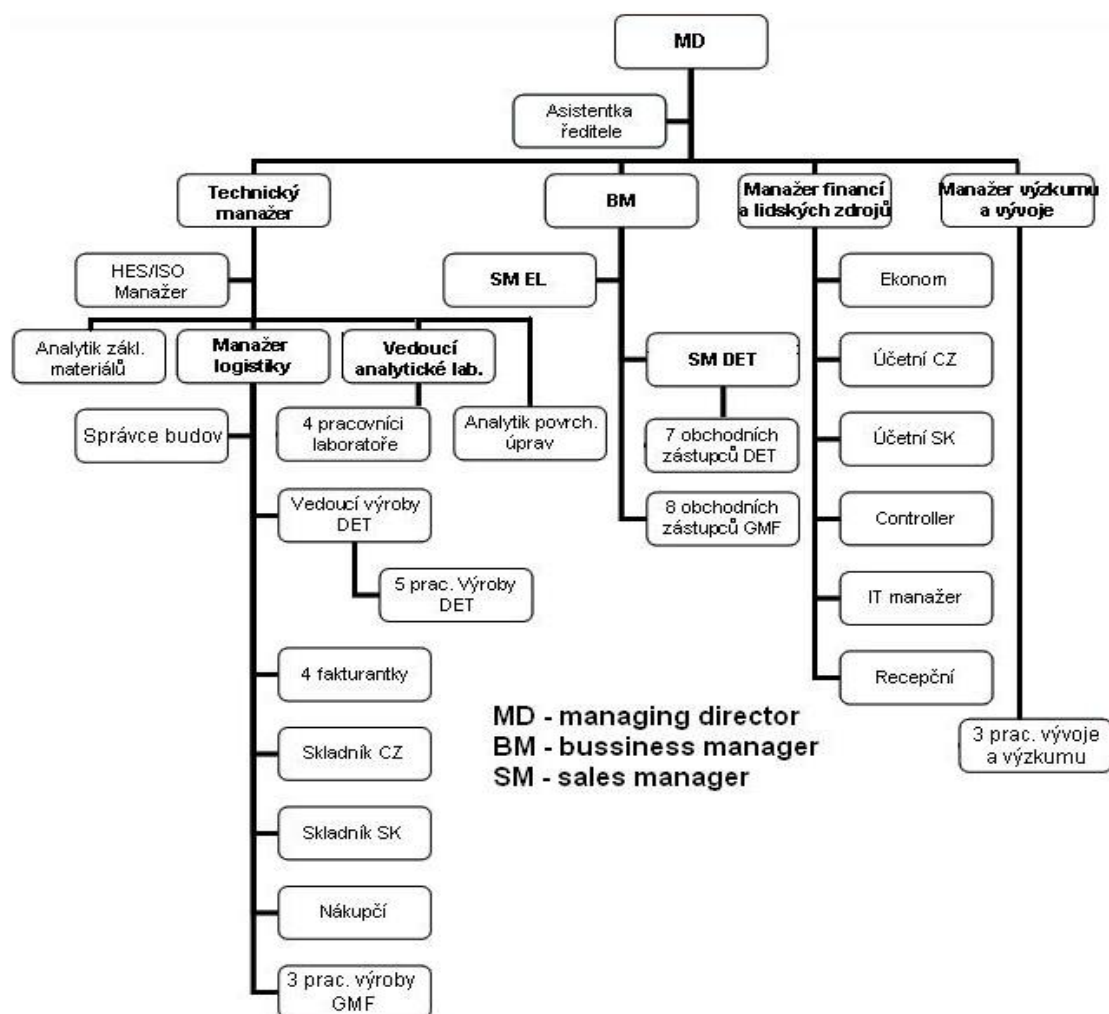 MD
Asistentka
ředitele
Technický
manažer
BM
Manažer financí
a lidských zdrojů
Manažer výzkumu
a vývoje
HES/ISO
Manažer
SM EL
Ekonom
Analytik zákl.
materiálů
Manažer
logistiky
Vedoucí
analytické lab.
SM DET
Účetní CZ
Správce budov
4 pracovníci
laboratoře
Analytik povrch.
úprav
7 obchodních
zástupců DET
Účetní SK
Vedoucí výroby
DET
8 obchodních
zástupců GMF
Controller
5 prac. Výroby
DET
IT manažer
4 fakturantky
Recepční
MD - managing director
BM - bussiness manager
SM - sales manager
3 prac. vývoje
a výzkumu
Skladník CZ
Skladník SK
Nákupčí
3 prac. výroby
GMF